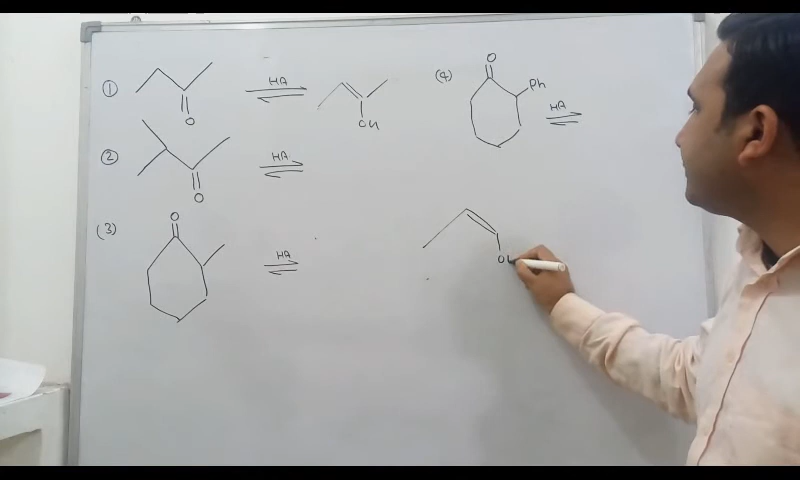 ① HA OH
O
② HA
O
(3) O HA
(4) O Ph HA
OH